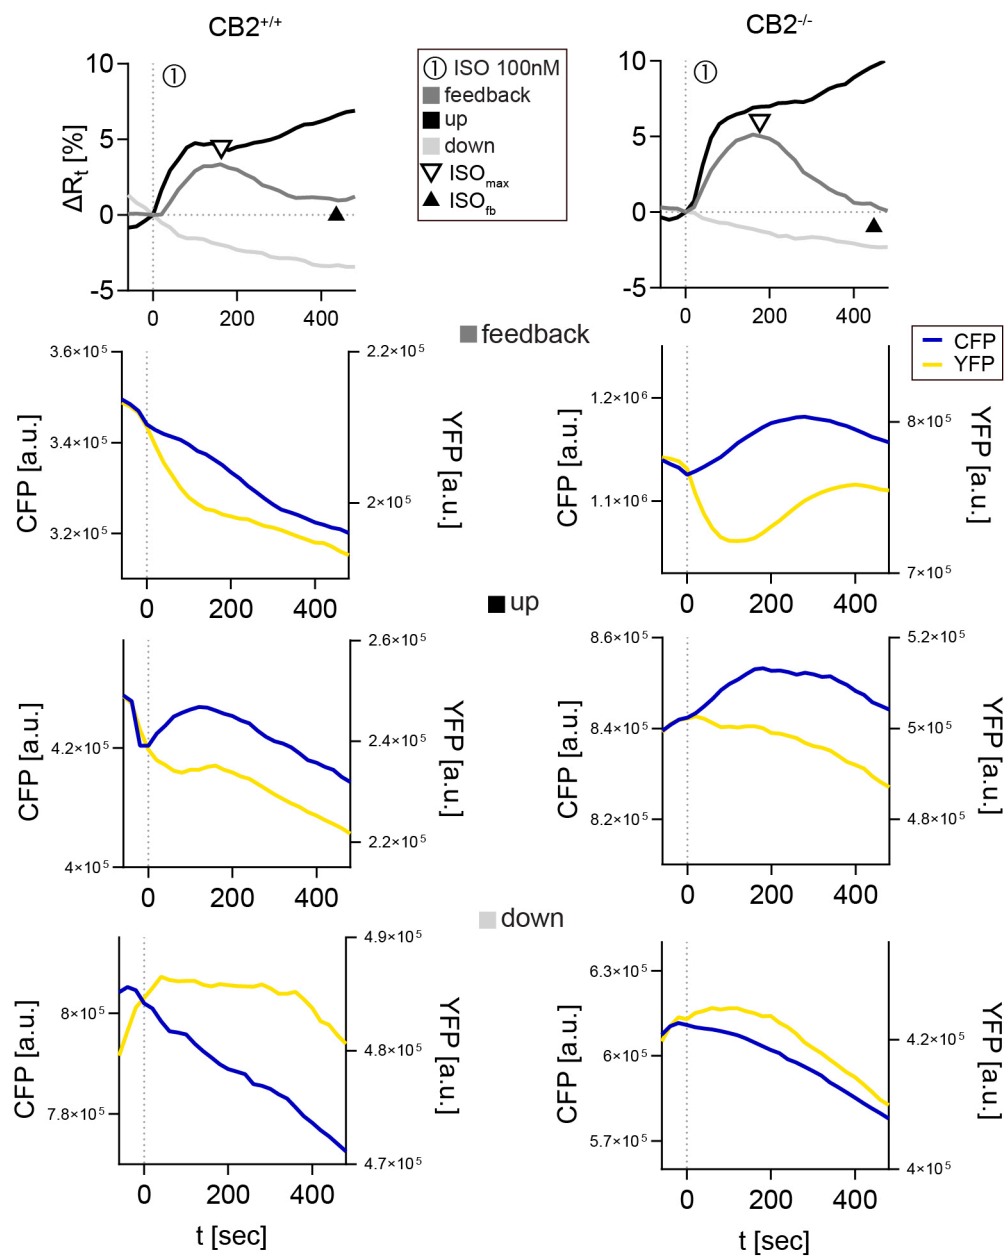 CB2+/+
CB2-/-
10
5
0
-5
ΔRt [%]
0 200 400
①
① ISO 100nM
feedback
up
down
ISOmax
ISOfb
10
5
0
-5
0 200 400
①
feedback
CFP
YFP
3.6×10⁵
3.4×10⁵
3.2×10⁵
CFP [a.u.]
2.2×10⁵
2×10⁵
YFP [a.u.]
0 200 400
1.2×10⁶
1.1×10⁶
CFP [a.u.]
8×10⁵
7×10⁵
YFP [a.u.]
0 200 400
up
4.2×10⁵
4×10⁵
CFP [a.u.]
2.6×10⁵
2.4×10⁵
2.2×10⁵
YFP [a.u.]
0 200 400
8.6×10⁵
8.4×10⁵
8.2×10⁵
CFP [a.u.]
5.2×10⁵
5×10⁵
4.8×10⁵
YFP [a.u.]
0 200 400
down
8×10⁵
7.8×10⁵
CFP [a.u.]
4.9×10⁵
4.8×10⁵
4.7×10⁵
YFP [a.u.]
0 200 400
t [sec]
6.3×10⁵
6×10⁵
5.7×10⁵
CFP [a.u.]
4.2×10⁵
4×10⁵
YFP [a.u.]
0 200 400
t [sec]